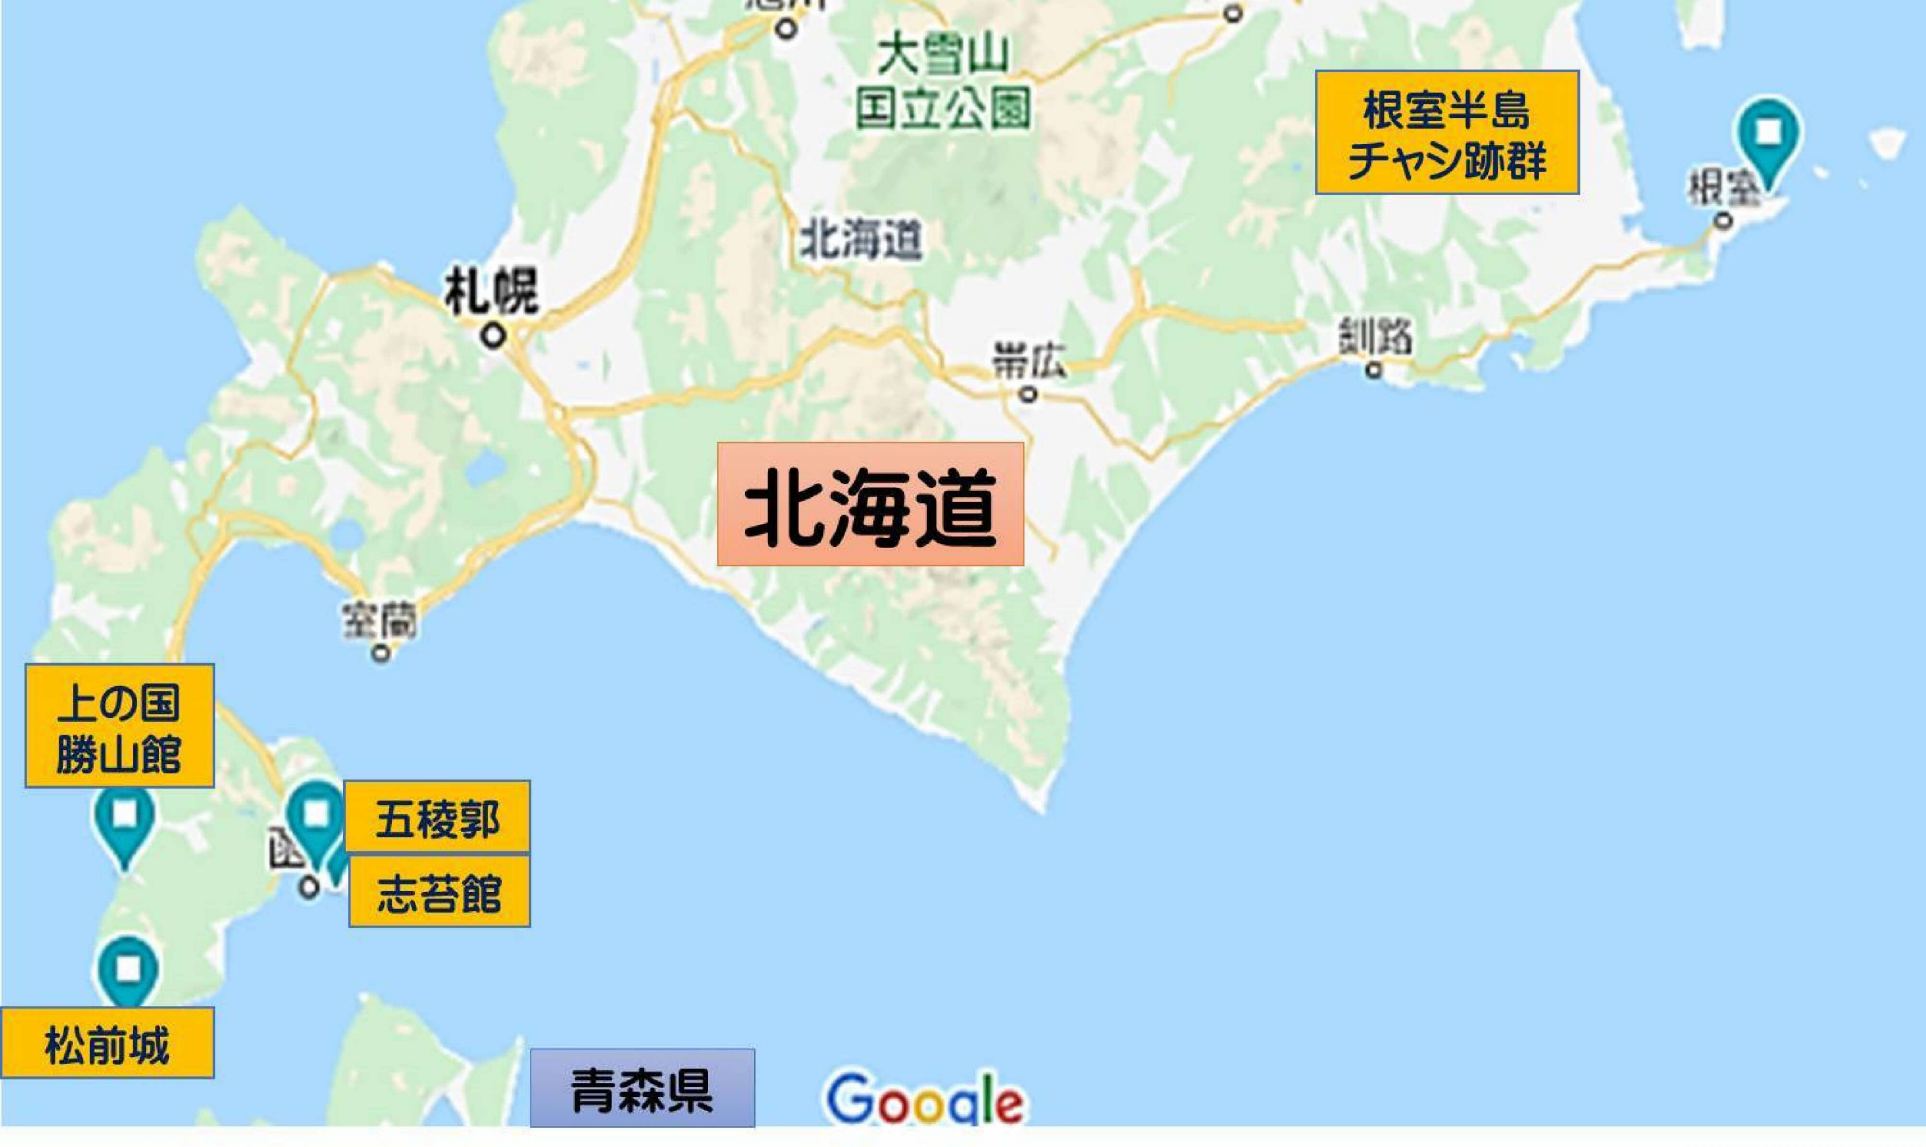 大雪山
国立公園
根室半島
チャシ跡群
根室
北海道
札幌
釧路
帯広
北海道
室蘭
上の国
勝山館
五稜郭
志苔館
松前城
青森県
Google